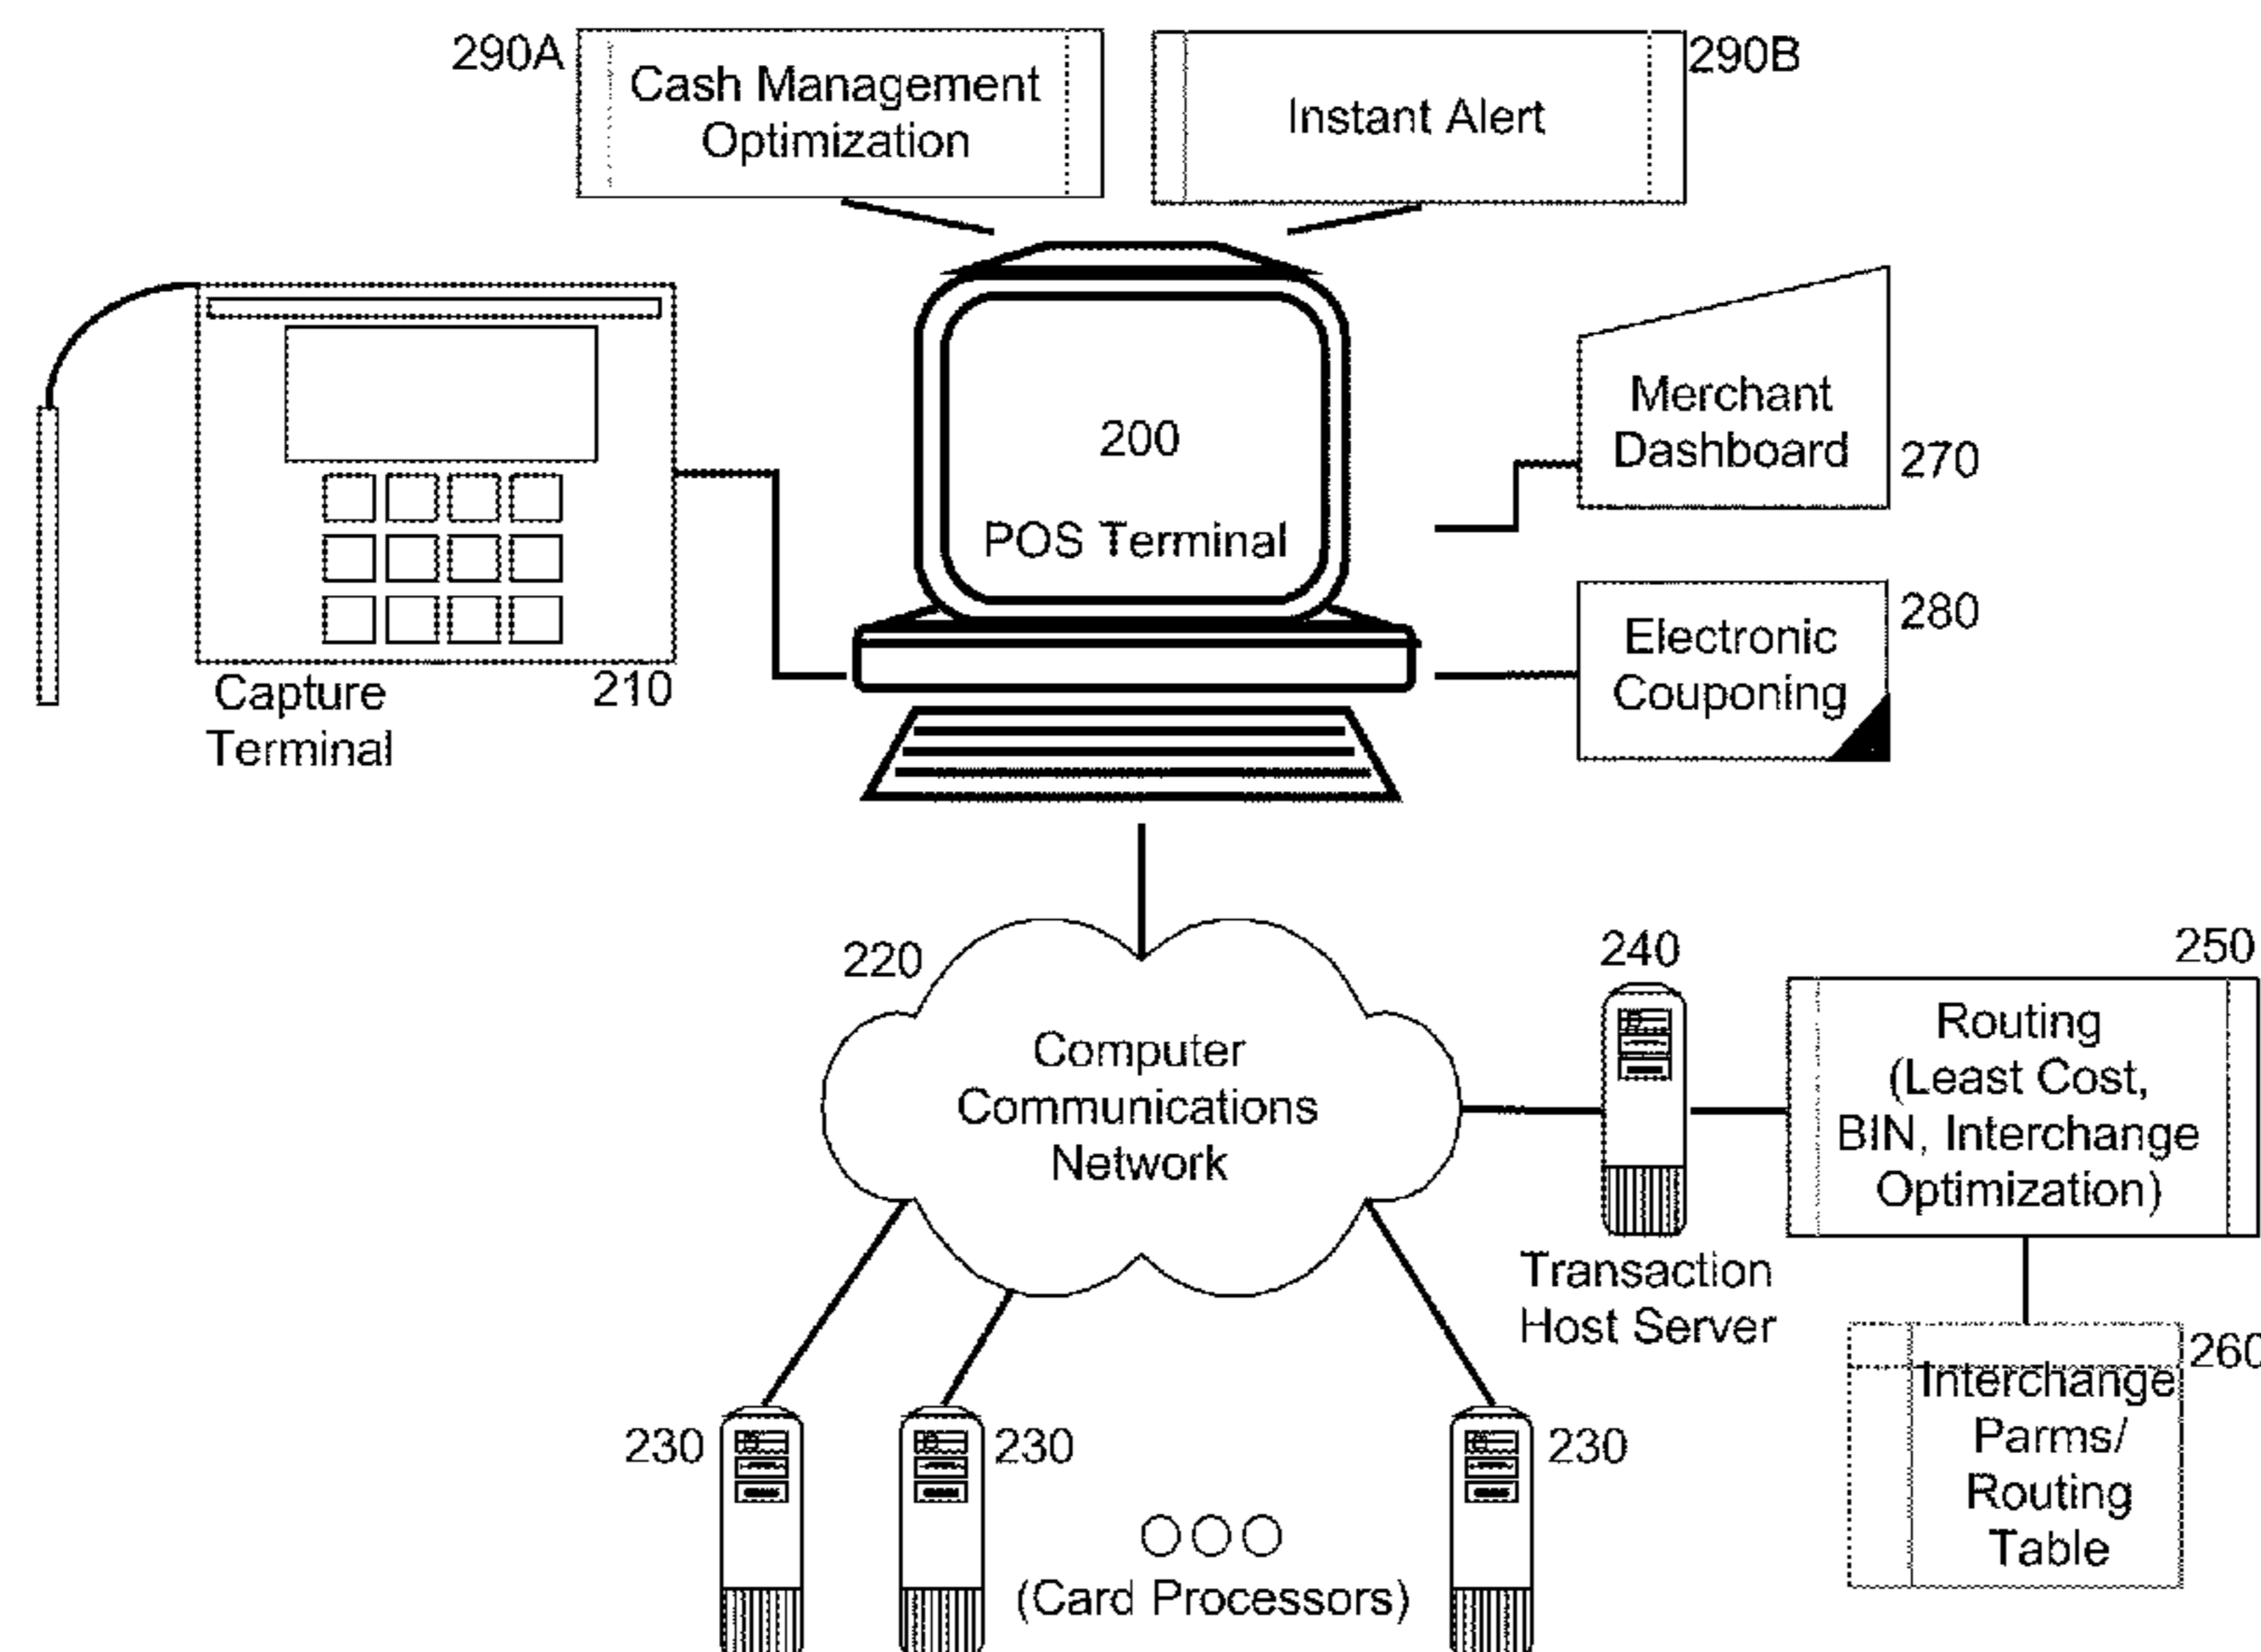 290A
Cash Management
Optimization
Instant Alert
290B
200
POS Terminal
Merchant
Dashboard
270
Electronic
Couponing
280
Capture
Terminal
210
220
Computer
Communications
Network
240
Transaction
Host Server
250
Routing
(Least Cost,
BIN, Interchange
Optimization)
260
Interchange
Parms/
Routing
Table
230
230
230
(Card Processors)